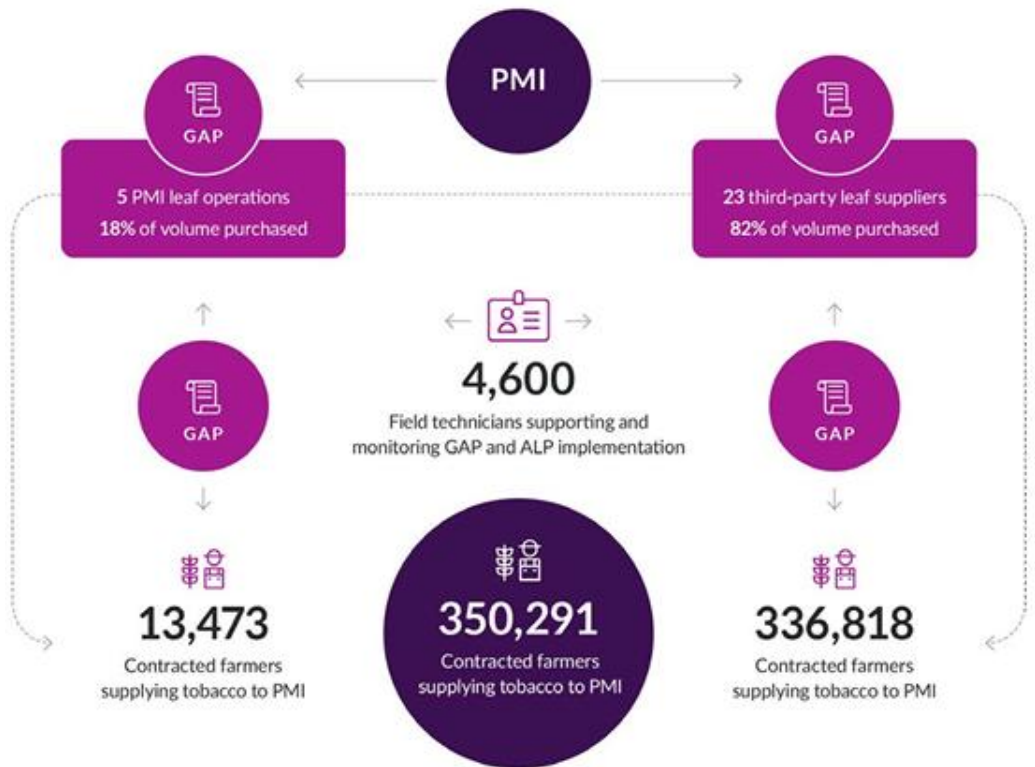 PMI
GAP
5 PMI leaf operations
18% of volume purchased
GAP
23 third-party leaf suppliers
82% of volume purchased
4,600
Field technicians supporting and
monitoring GAP and ALP implementation
GAP
GAP
13,473
Contracted farmers
supplying tobacco to PMI
350,291
Contracted farmers
supplying tobacco to PMI
336,818
Contracted farmers
supplying tobacco to PMI